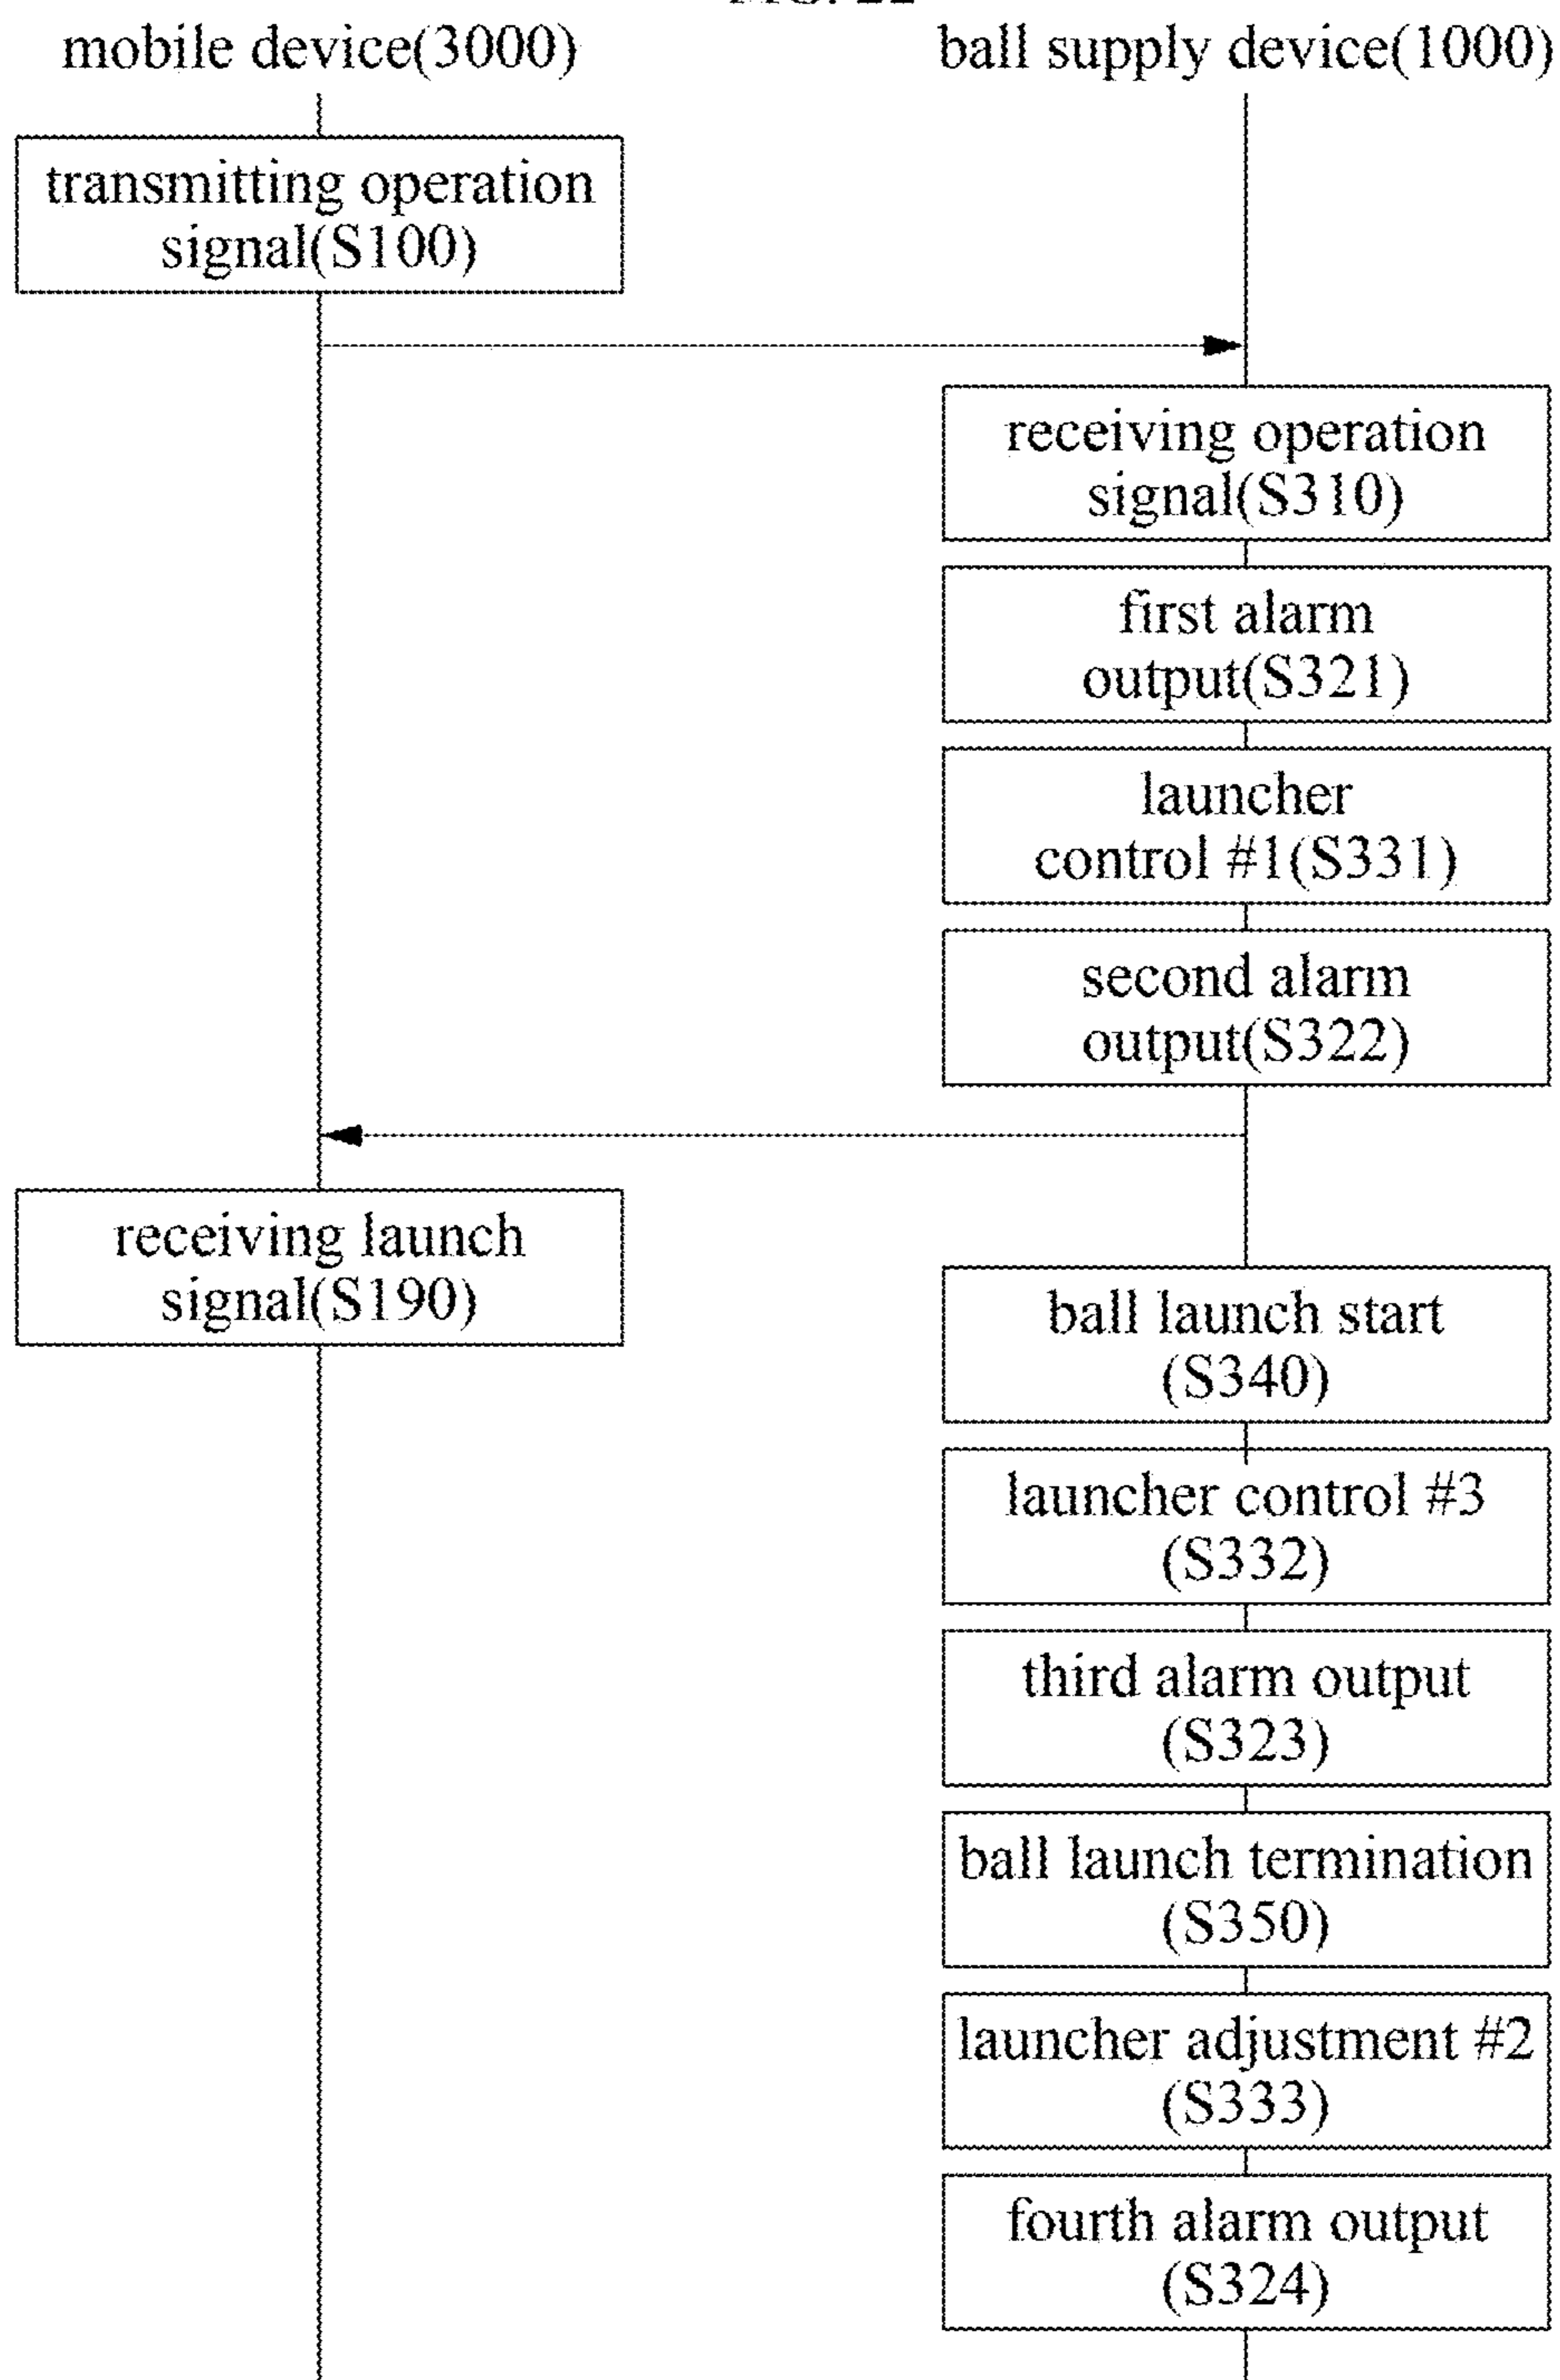 mobile device(3000)
ball supply device(1000)
transmitting operation
signal(S100)
receiving operation
signal(S310)
first alarm
output(S321)
launcher
control #1(S331)
second alarm
output(S322)
receiving launch
signal(S190)
ball launch start
(S340)
launcher control #3
(S332)
third alarm output
(S323)
ball launch termination
(S350)
launcher adjustment #2
(S333)
fourth alarm output
(S324)